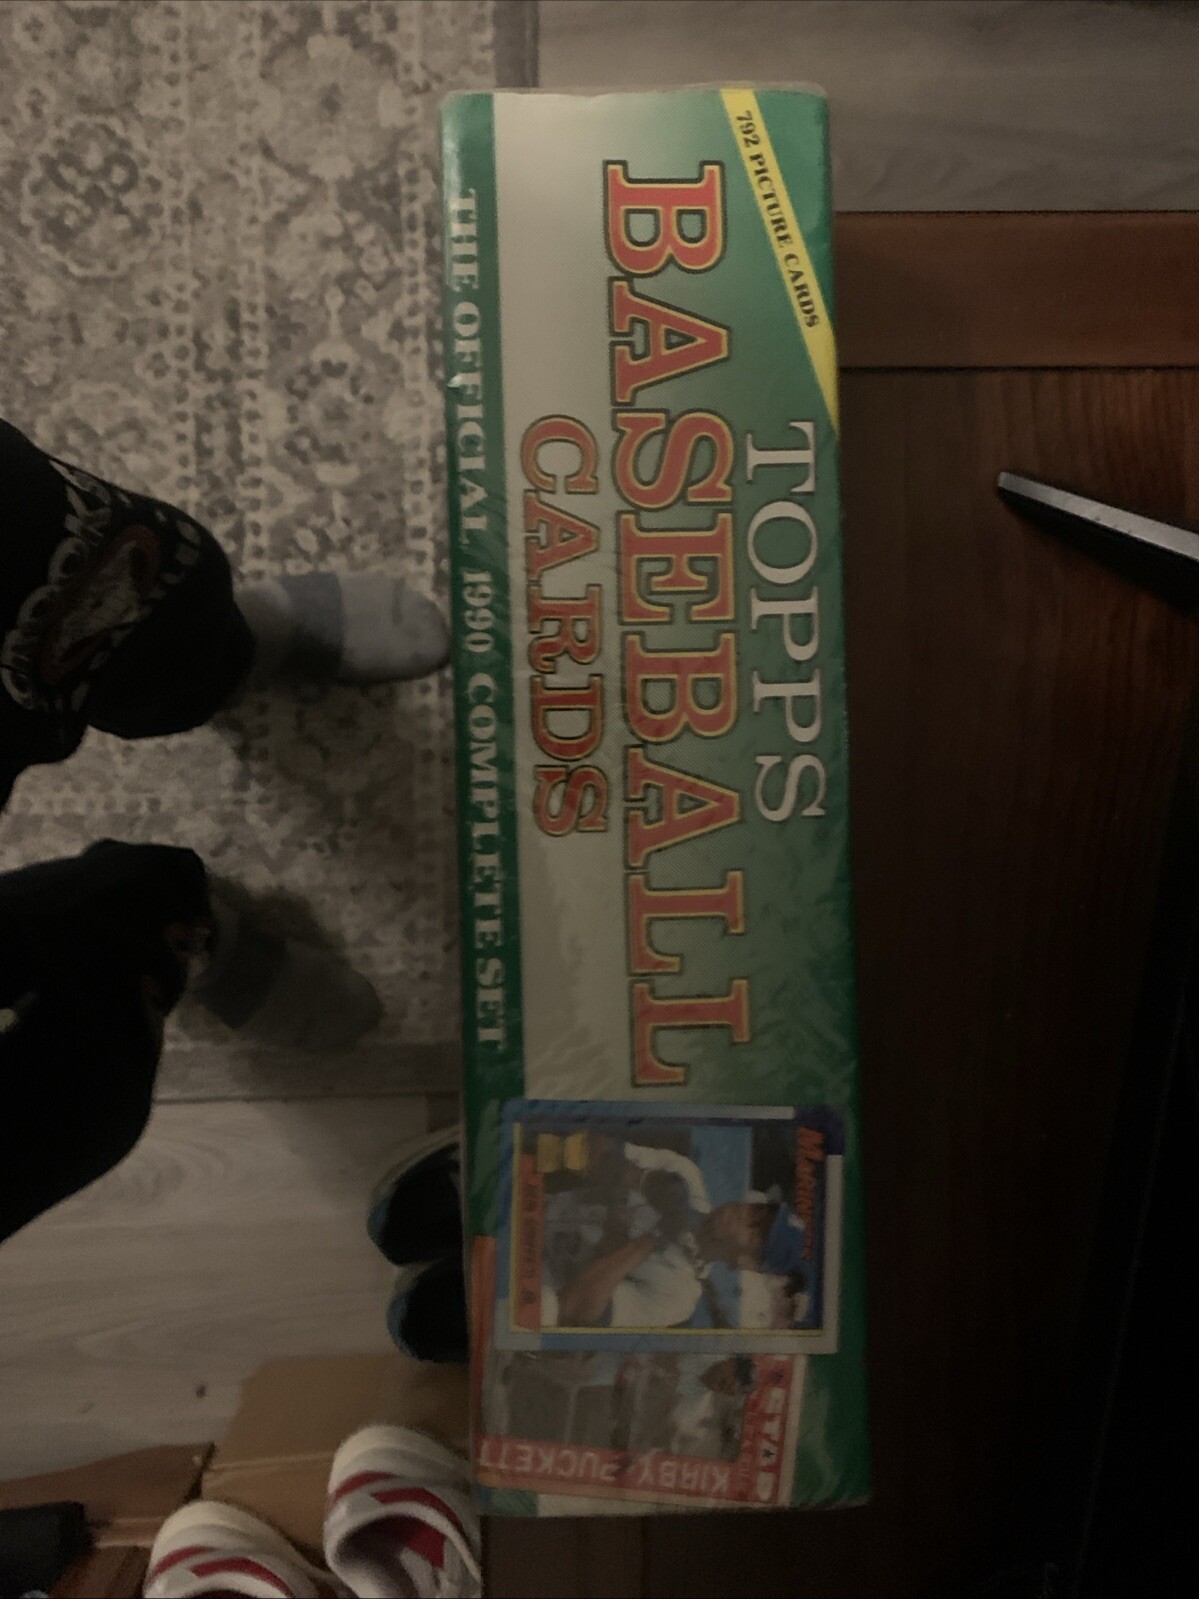 792 PICTURE CARDS
TOPPS
BASEBALL
CARDS
THE OFFICIAL 1990 COMPLETE SET
MARINERS
KIRBY PUCKETT